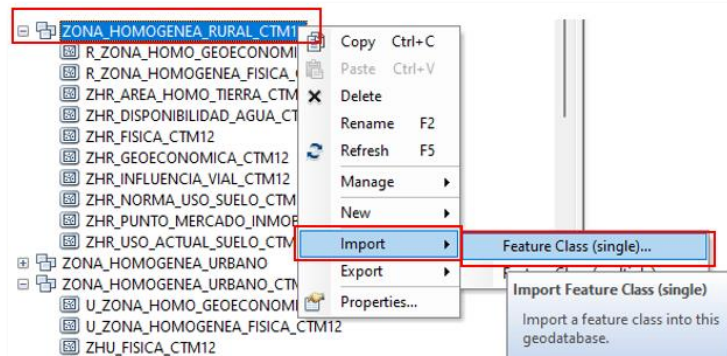 ZONA_HOMOGENEA_RURAL_CTM1
R_ZONA_HOMO_GEOECONOMI
R_ZONA_HOMOGENEA_FISICA_
ZHR_AREA_HOMO_TIERRA_CTM
ZHR_DISPONIBILIDAD_AGUA_CT
ZHR_FISICA_CTM12
ZHR_GEOECONOMICA_CTM12
ZHR_INFLUENCIA_VIAL_CTM12
ZHR_NORMA_USO_SUELO_CTM
ZHR_PUNTO_MERCADO_INMOB
ZHR_USO_ACTUAL_SUELO_CTM
ZONA_HOMOGENEA_URBANO
ZONA_HOMOGENEA_URBANO_CTM
U_ZONA_HOMO_GEOECONOMI
U_ZONA_HOMOGENEA_FISICA_CTM12
ZHU_FISICA_CTM12
Copy Ctrl+C
Paste Ctrl+V
Delete
Rename F2
Refresh F5
Manage
New
Import
Export
Properties...
Feature Class (single)...
Import Feature Class (single)
Import a feature class into this
geodatabase.